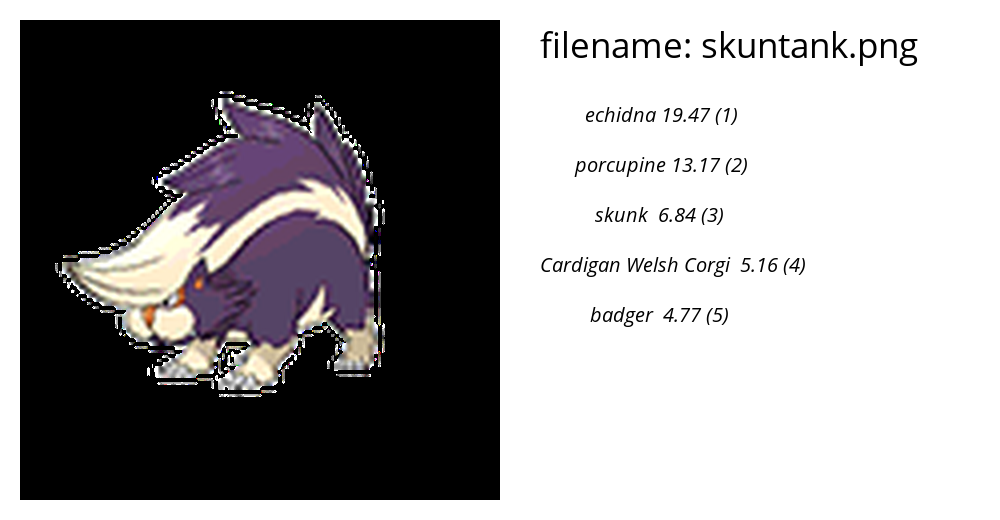 filename: skuntank.png
echidna 19.47 (1)
porcupine 13.17 (2)
skunk 6.84 (3)
Cardigan Welsh Corgi 5.16 (4)
badger 4.77 (5)